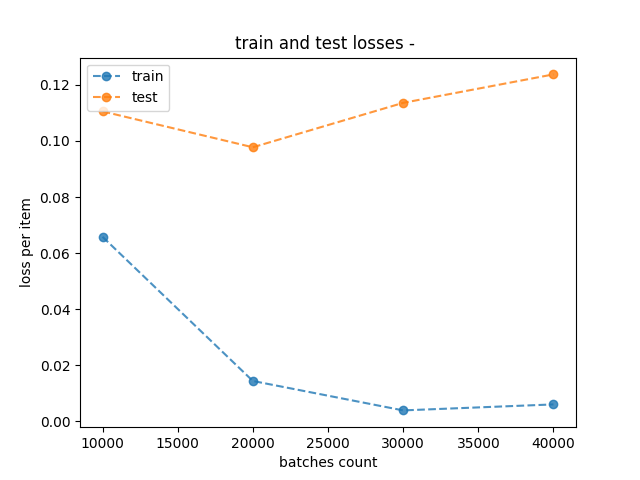 train and test losses -
train
test
0.12
0.10
0.08
0.06
0.04
0.02
0.00
loss per item
10000 15000 20000 25000 30000 35000 40000
batches count